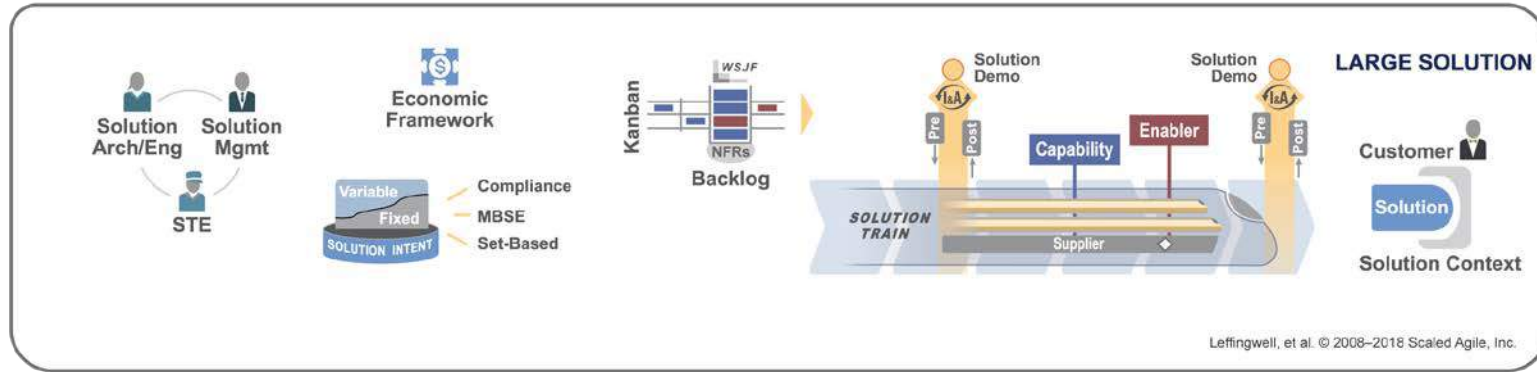 LARGE SOLUTION
Solution
Arch/Eng
Solution
Mgmt
STE
Economic
Framework
Variable
Fixed
SOLUTION INTENT
Compliance
MBSE
Set-Based
Kanban
WSJF
NFRs
Backlog
Solution
Demo
I&A
Pre
Post
Capability
Enabler
SOLUTION
TRAIN
Supplier
Solution
Demo
I&A
Pre
Post
Customer
Solution
Solution Context
Leffingwell, et al. © 2008–2018 Scaled Agile, Inc.